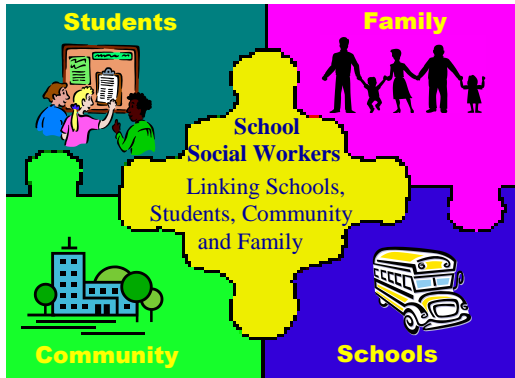 Students
Family
School
Social Workers
Linking Schools,
Students, Community
and Family
Community
Schools